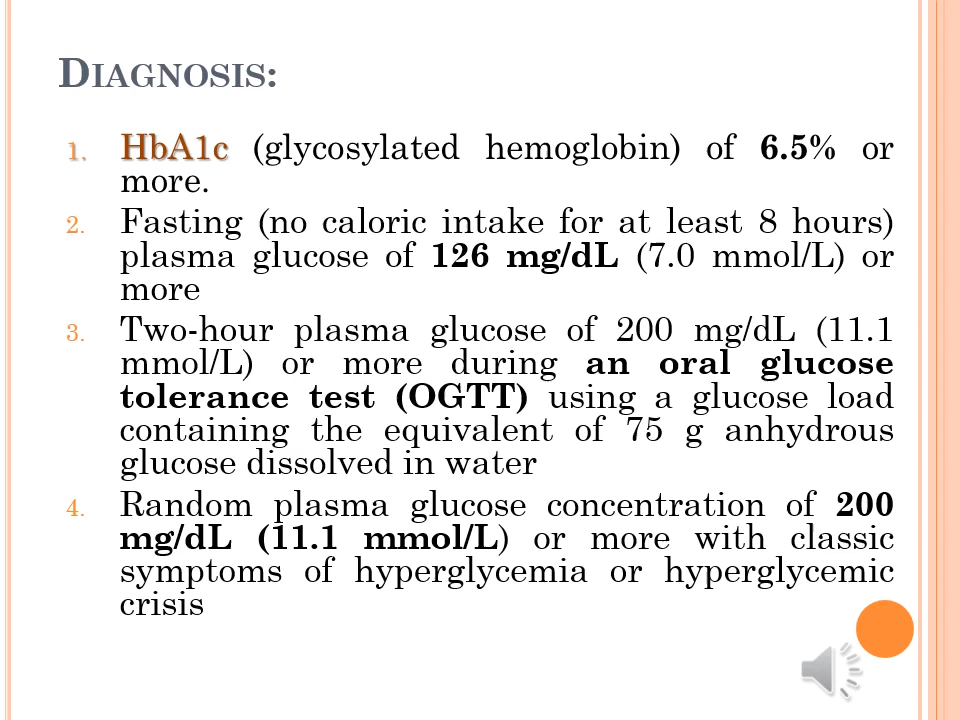 DIAGNOSIS:
1. HbA1c (glycosylated hemoglobin) of 6.5% or
more.
2. Fasting (no caloric intake for at least 8 hours)
plasma glucose of 126 mg/dL (7.0 mmol/L) or
more
3. Two-hour plasma glucose of 200 mg/dL (11.1
mmol/L) or more during an oral glucose
tolerance test (OGTT) using a glucose load
containing the equivalent of 75 g anhydrous
glucose dissolved in water
4. Random plasma glucose concentration of 200
mg/dL (11.1 mmol/L) or more with classic
symptoms of hyperglycemia or hyperglycemic
crisis